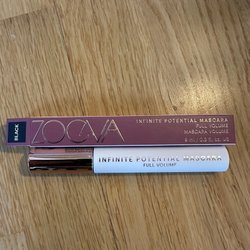 BLACK
ZOEVA
INFINITE POTENTIAL MASCARA
FULL VOLUME
MASCARA VOLUME
INFINITE POTENTIAL MASCARA
FULL VOLUME